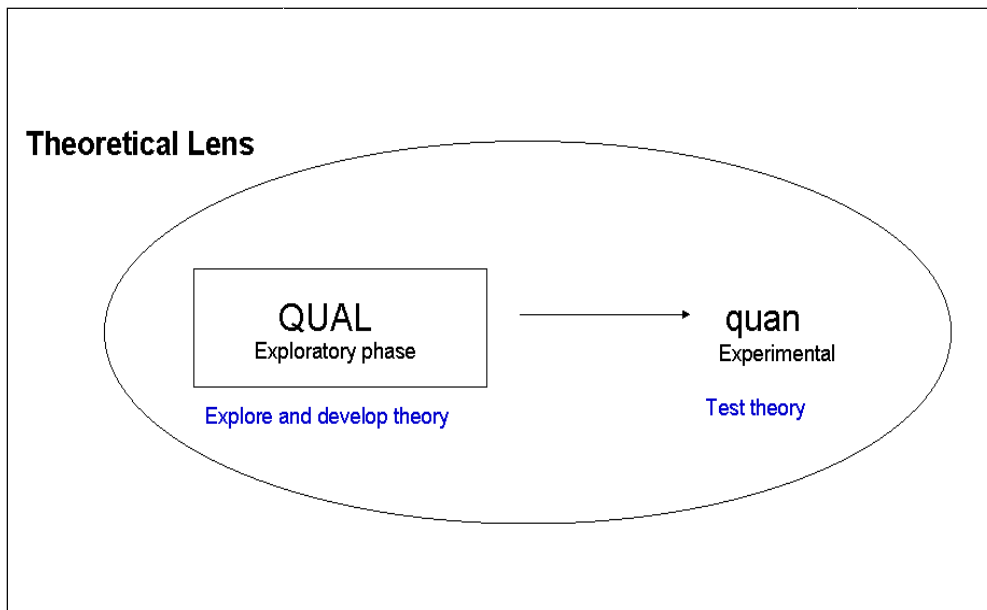 Theoretical Lens
QUAL
Exploratory phase
Explore and develop theory
quan
Experimental
Test theory